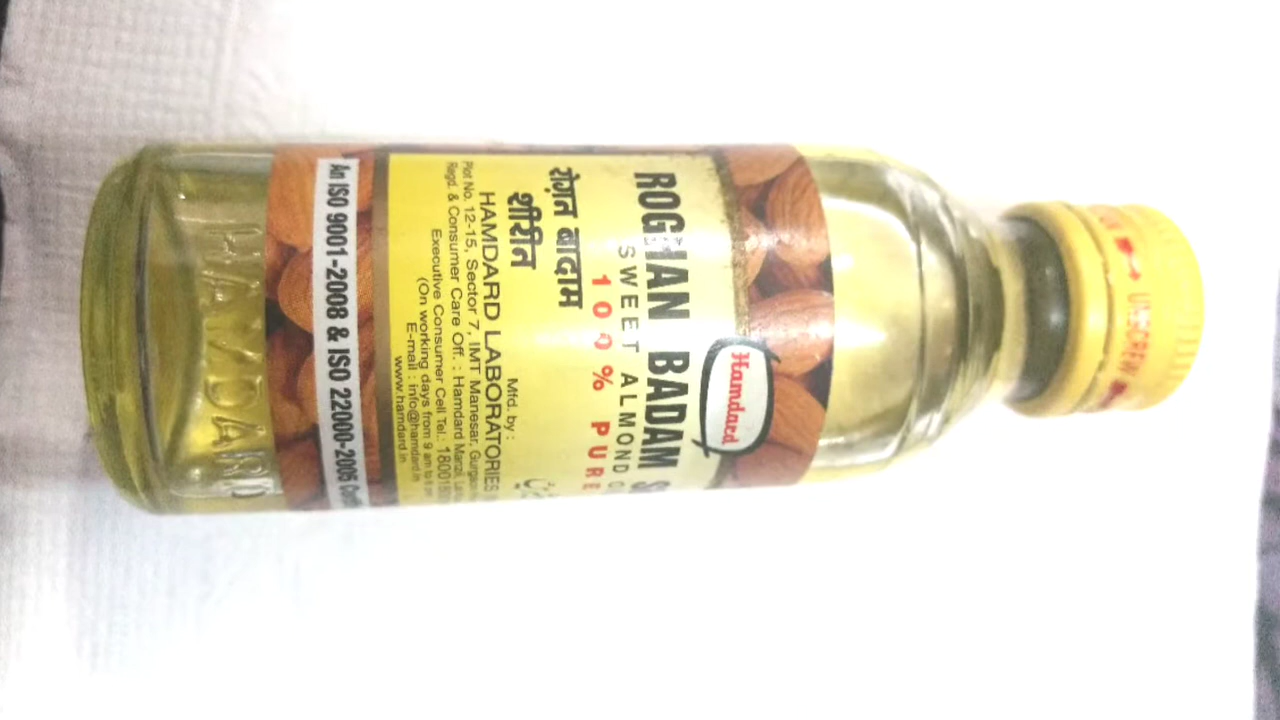 Hamdard
ROGHAN BADAM
SWEET ALMOND
100% PURE
रोग़न बादाम
शीरीन
Mfd. by :
HAMDARD LABORATORIES
Plot No. 12-15, Sector 7, IMT Manesar,
Regd. & Consumer Care Off. : Hamdard Manzil,
Executive Consumer Cell Tel.:
(On working days from 9 am to
E-mail : info@hamdard.in
www.hamdard.in
An ISO 9001-2008 & ISO 22000-2005
HAMDARD
UNSCREW